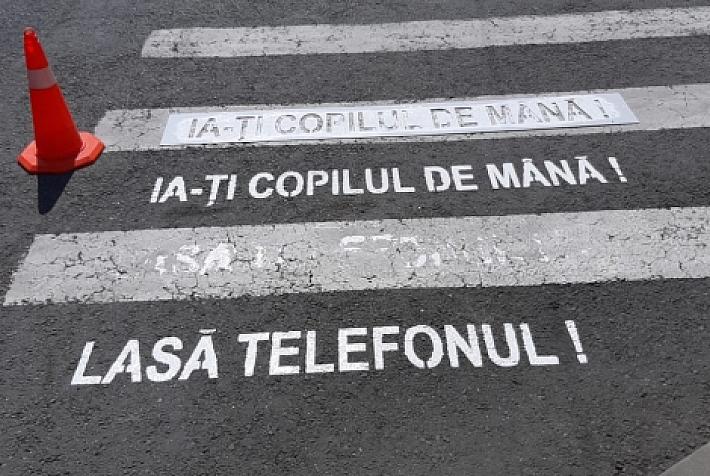 IA-ȚI COPILUL DE MÂNĂ !
IA-ȚI COPILUL DE MÂNĂ !
LASĂ TELEFONUL !